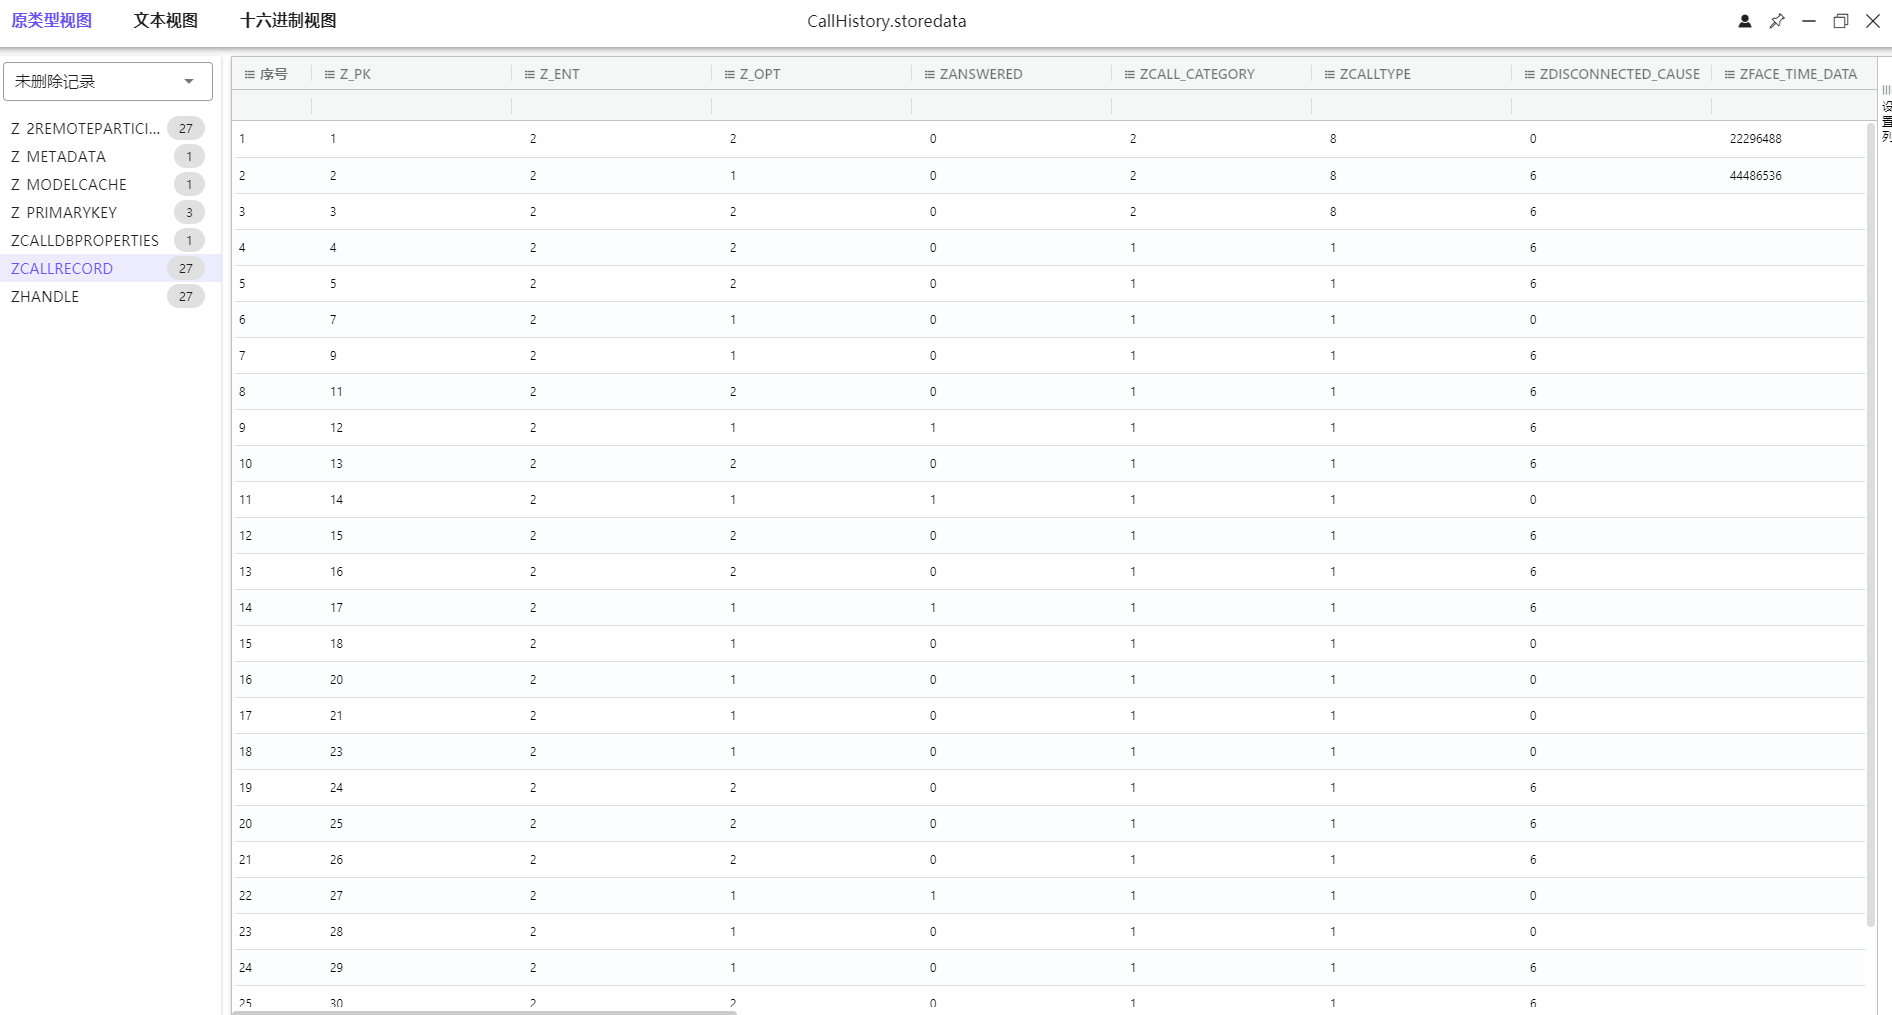 原类型视图 文本视图 十六进制视图 CallHistory.storedata
未删除记录
Z_2REMOTEPARTICI... 27
Z_METADATA 1
Z_MODELCACHE 1
Z_PRIMARYKEY 3
ZCALLDBPROPERTIES 1
ZCALLRECORD 27
ZHANDLE 27
序号 Z_PK Z_ENT Z_OPT ZANSWERED ZCALL_CATEGORY ZCALLTYPE ZDISCONNECTED_CAUSE ZFACE_TIME_DATA
1 1 2 2 0 2 8 0 22296488
2 2 2 1 0 2 8 6 44486536
3 3 2 2 0 2 8 6
4 4 2 2 0 1 1 6
5 5 2 2 0 1 1 6
6 7 2 1 0 1 1 0
7 9 2 1 0 1 1 6
8 11 2 2 0 1 1 6
9 12 2 1 1 1 1 6
10 13 2 2 0 1 1 6
11 14 2 1 1 1 1 0
12 15 2 2 0 1 1 6
13 16 2 2 0 1 1 6
14 17 2 1 1 1 1 6
15 18 2 1 0 1 1 0
16 20 2 1 0 1 1 0
17 21 2 1 0 1 1 0
18 23 2 1 0 1 1 0
19 24 2 2 0 1 1 6
20 25 2 2 0 1 1 6
21 26 2 2 0 1 1 6
22 27 2 1 1 1 1 0
23 28 2 1 0 1 1 0
24 29 2 1 0 1 1 6
25 30 2 2 0 1 1 6
设置列